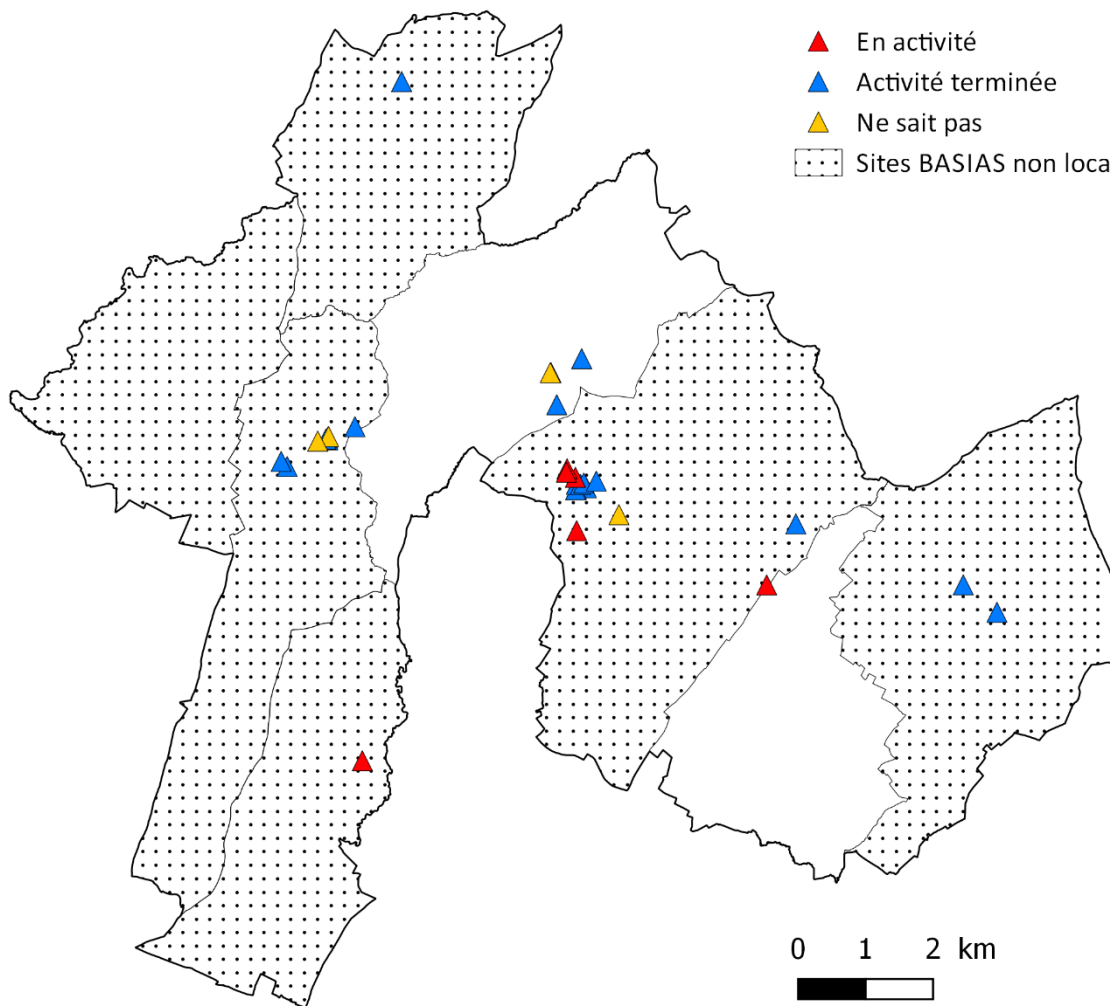 En activité
Activité terminée
Ne sait pas
Sites BASIAS non loca
0 1 2 km